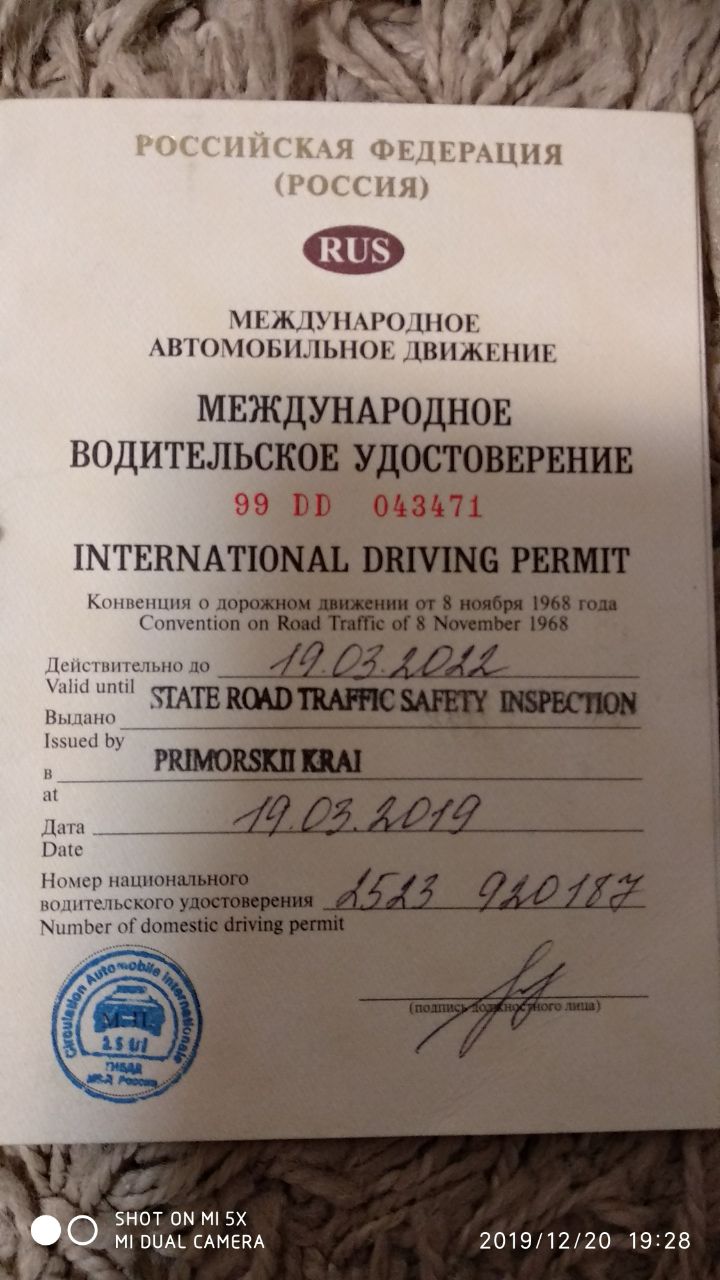 РОССИЙСКАЯ ФЕДЕРАЦИЯ
(РОССИЯ)
RUS
МЕЖДУНАРОДНОЕ
АВТОМОБИЛЬНОЕ ДВИЖЕНИЕ
МЕЖДУНАРОДНОЕ
ВОДИТЕЛЬСКОЕ УДОСТОВЕРЕНИЕ
99 DD 043471
INTERNATIONAL DRIVING PERMIT
Конвенция о дорожном движении от 8 ноября 1968 года
Convention on Road Traffic of 8 November 1968
Действительно до 19.03.2022
Valid until
STATE ROAD TRAFFIC SAFETY INSPECTION
Выдано
Issued by
PRIMORSKII KRAI
в
at
Дата 19.03.2019
Date
Номер национального
водительского удостоверения 2523 920187
Number of domestic driving permit
(подпись должностного лица)
Circulation Automobile Internationale
М.П.
ГИБДД
МВД России
SHOT ON MI 5X
MI DUAL CAMERA
2019/12/20 19:28